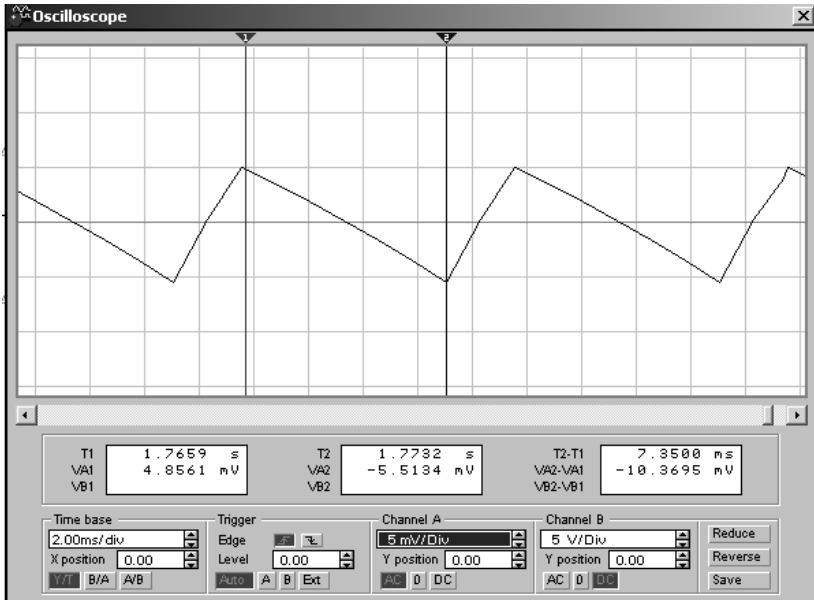 Oscilloscope
1 2
T1 1.7659 s
VA1 4.8561 mV
VB1
T2 1.7732 s
VA2 -5.5134 mV
VB2
T2-T1 7.3500 ms
VA2-VA1 -10.3695 mV
VB2-VB1
Time base
2.00ms/div
X position 0.00
Y/T B/A A/B
Trigger
Edge
Level 0.00
Auto A B Ext
Channel A
5 mV/Div
Y position 0.00
AC 0 DC
Channel B
5 V/Div
Y position 0.00
AC 0 DC
Reduce
Reverse
Save